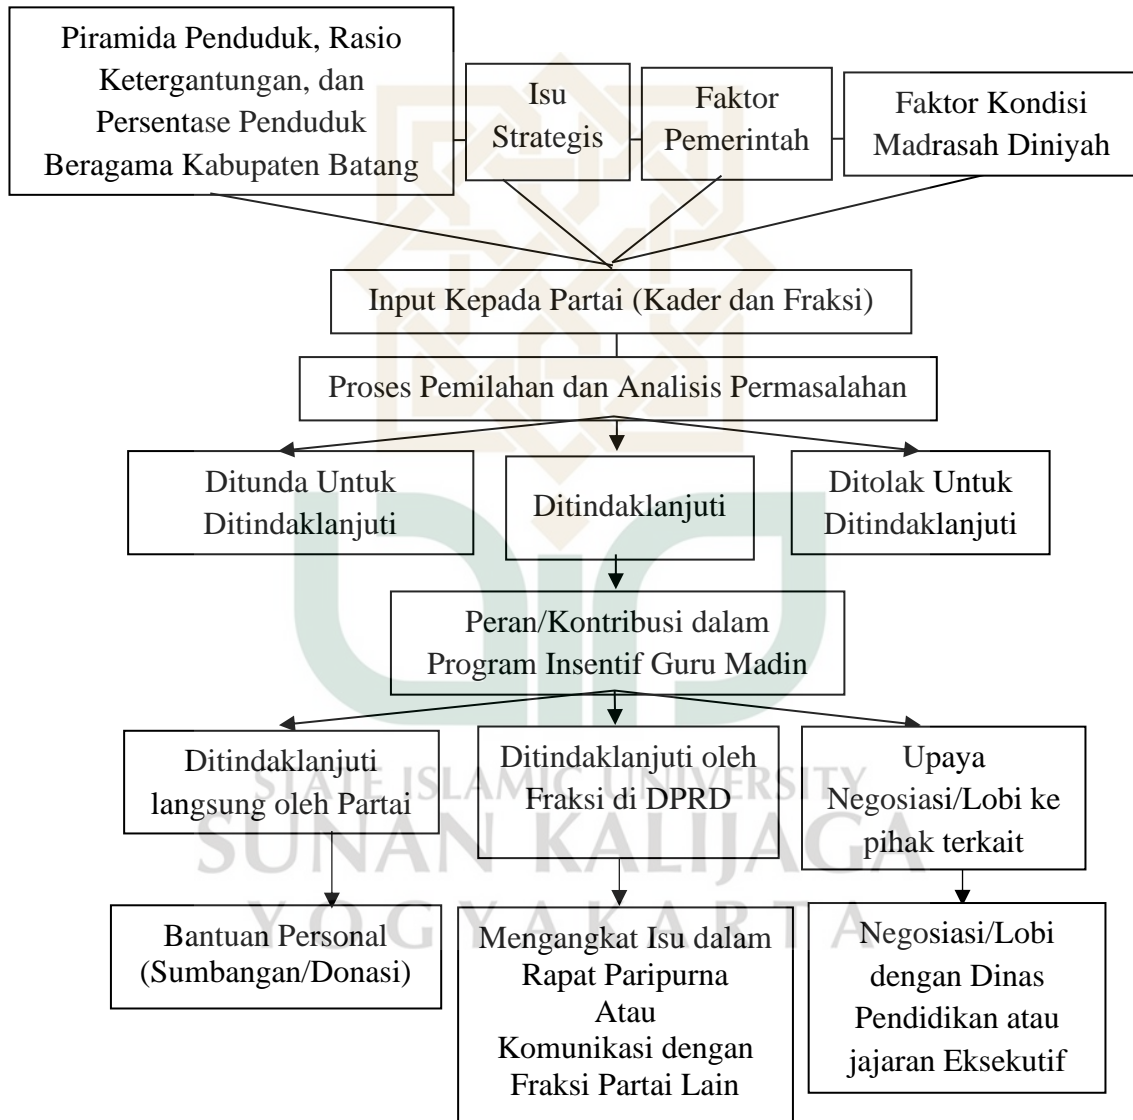 Piramida Penduduk, Rasio
Ketergantungan, dan
Persentase Penduduk
Beragama Kabupaten Batang
Isu
Strategis
Faktor
Pemerintah
Faktor Kondisi
Madrasah Diniyah
Input Kepada Partai (Kader dan Fraksi)
Proses Pemilahan dan Analisis Permasalahan
Ditunda Untuk
Ditindaklanjuti
Ditindaklanjuti
Ditolak Untuk
Ditindaklanjuti
Peran/Kontribusi dalam
Program Insentif Guru Madin
Ditindaklanjuti
langsung oleh Partai
Ditindaklanjuti oleh
Fraksi di DPRD
Upaya
Negosiasi/Lobi ke
pihak terkait
STATE ISLAMIC UNIVERSITY
SUNAN KALIJAGA
YOGYAKARTA
Bantuan Personal
(Sumbangan/Donasi)
Mengangkat Isu dalam
Rapat Paripurna
Atau
Komunikasi dengan
Fraksi Partai Lain
Negosiasi/Lobi
dengan Dinas
Pendidikan atau
jajaran Eksekutif